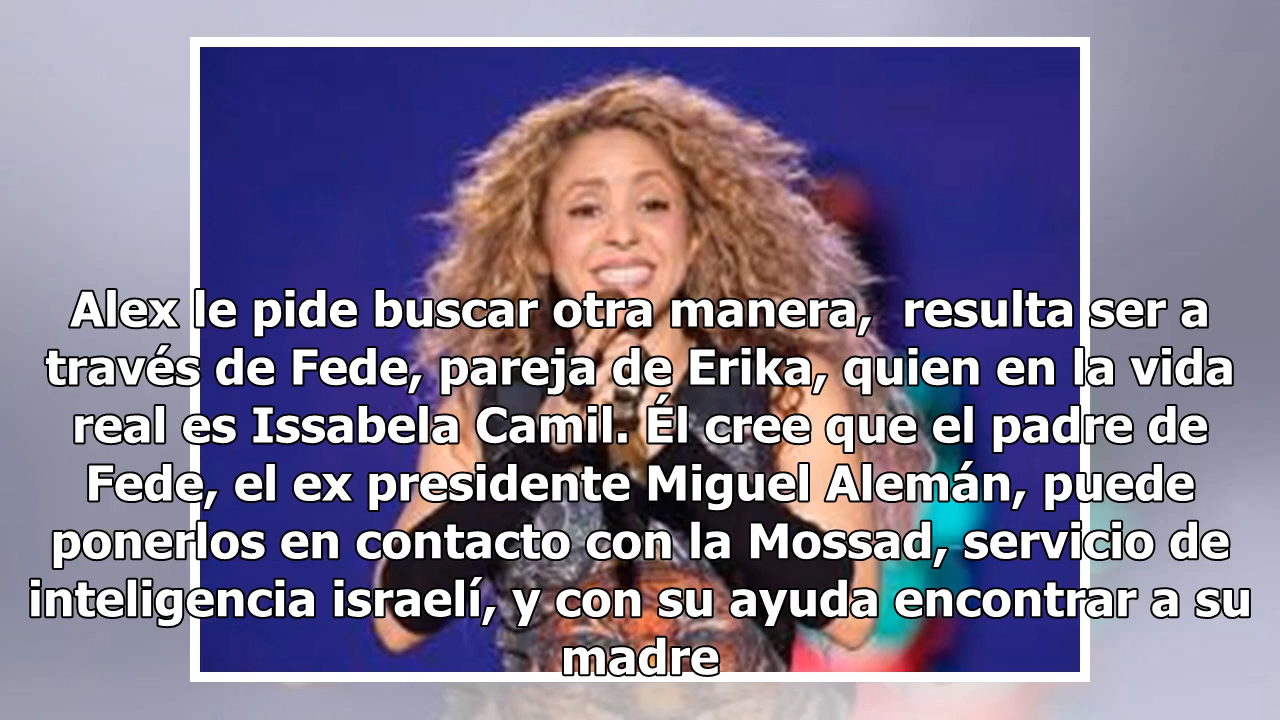 Alex le pide buscar otra manera,  resulta ser a
través de Fede, pareja de Erika, quien en la vida
real es Issabela Camil. Él cree que el padre de
Fede, el ex presidente Miguel Alemán, puede
ponerlos en contacto con la Mossad, servicio de
inteligencia israelí, y con su ayuda encontrar a su
madre